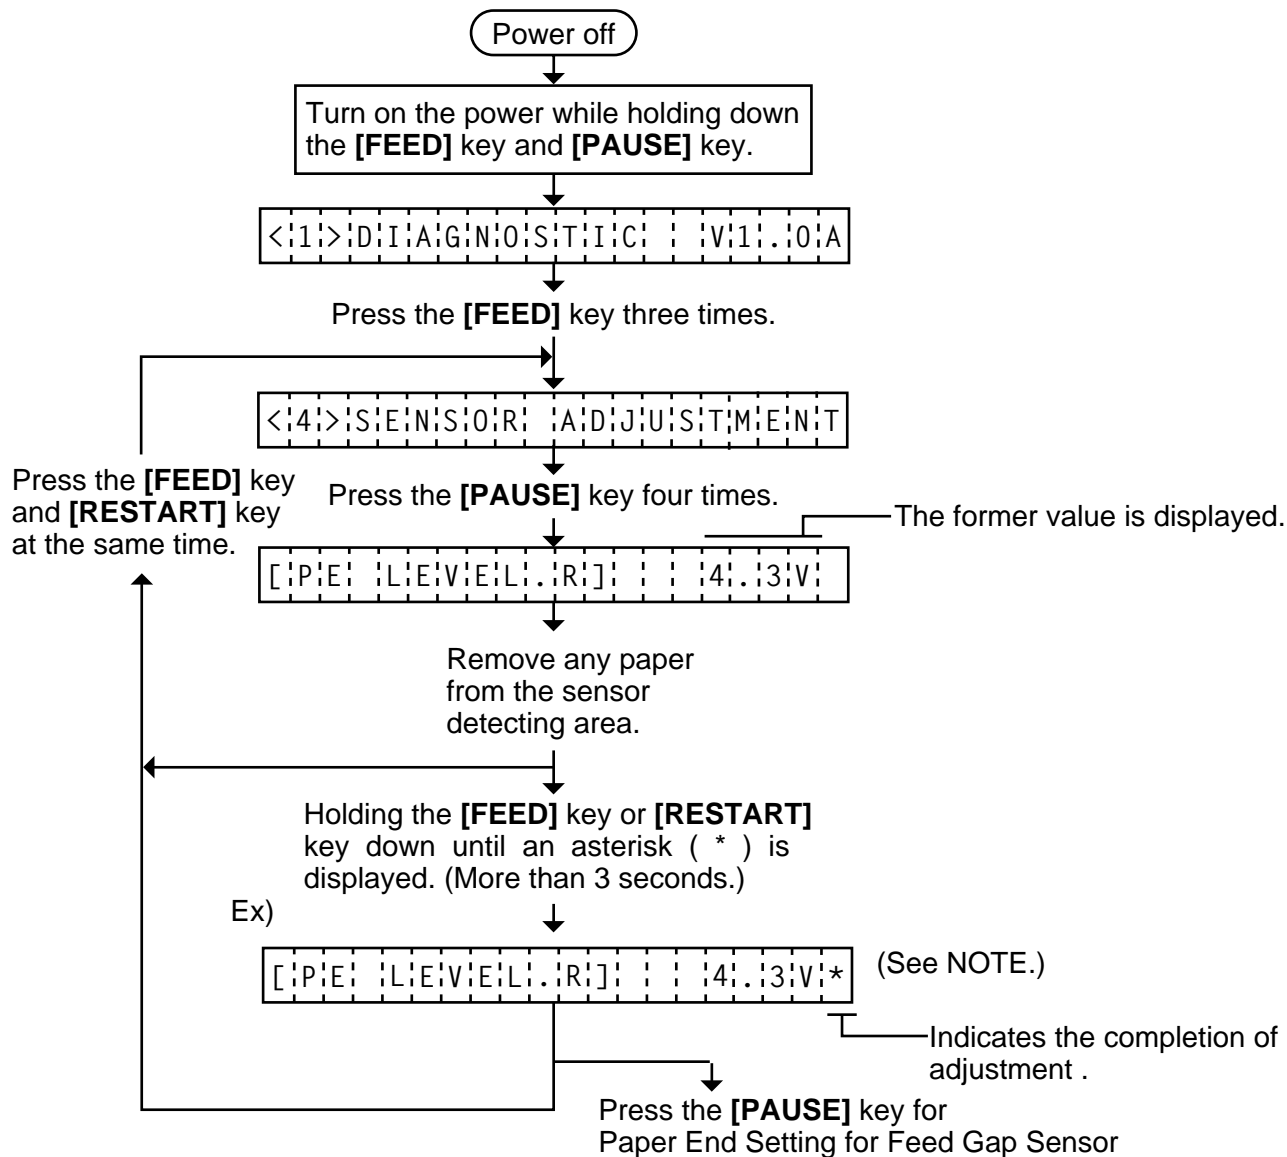 Power off
Turn on the power while holding down
the [FEED] key and [PAUSE] key.
<1>DIAGNOSTIC  V1.0A
Press the [FEED] key three times.
<4>SENSOR ADJUSTMENT
Press the [FEED] key
and [RESTART] key
at the same time.
Press the [PAUSE] key four times.
The former value is displayed.
[PE LEVEL.R]   4.3V
Remove any paper
from the sensor
detecting area.
Holding the [FEED] key or [RESTART]
key down until an asterisk ( * ) is
displayed. (More than 3 seconds.)
Ex)
[PE LEVEL.R]   4.3V*
(See NOTE.)
Indicates the completion of
adjustment .
Press the [PAUSE] key for
Paper End Setting for Feed Gap Sensor